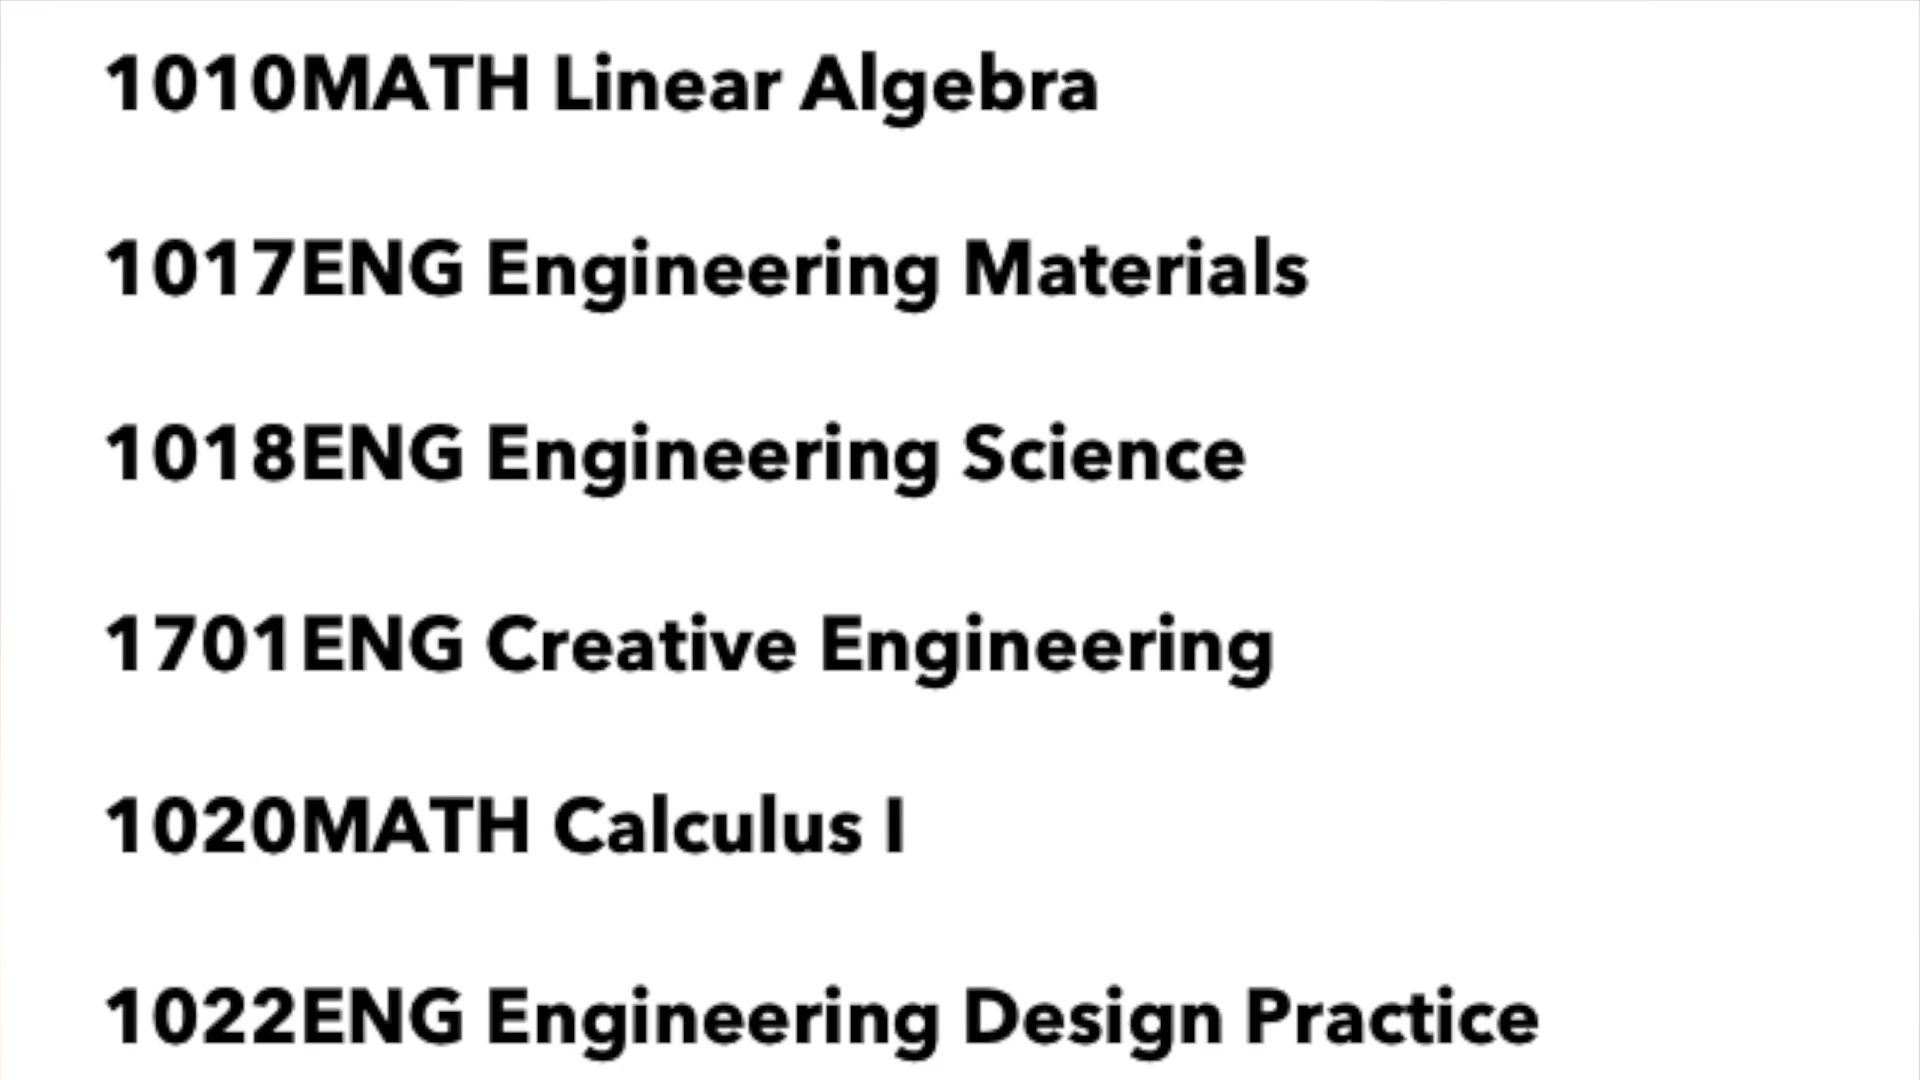 1010MATH Linear Algebra
1017ENG Engineering Materials
1018ENG Engineering Science
1701ENG Creative Engineering
1020MATH Calculus I
1022ENG Engineering Design Practice